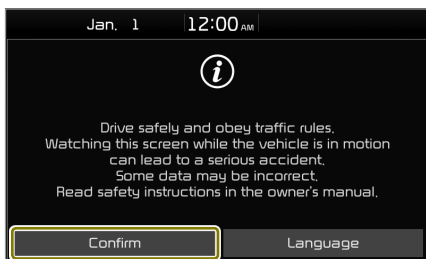 Jan. 1 12:00 AM
i
Drive safely and obey traffic rules.
Watching this screen while the vehicle is in motion
can lead to a serious accident.
Some data may be incorrect.
Read safety instructions in the owner's manual.
Confirm Language